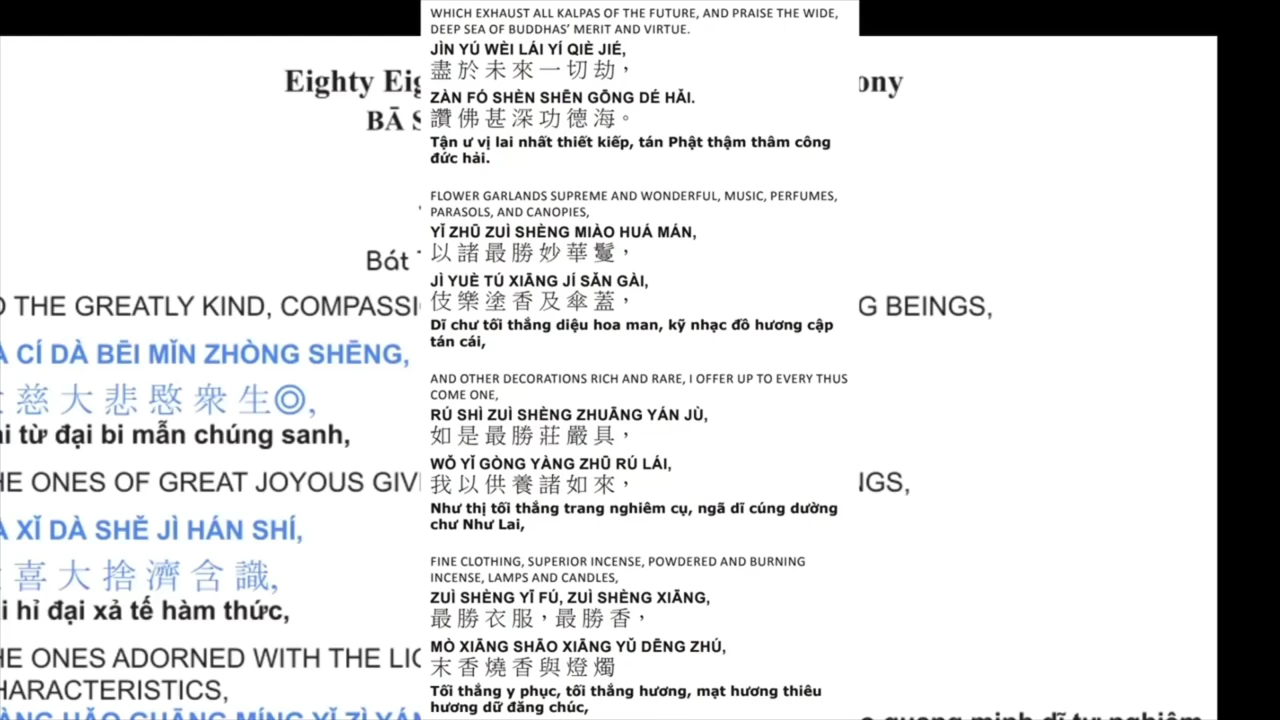 WHICH EXHAUST ALL KALPAS OF THE FUTURE, AND PRAISE THE WIDE,
DEEP SEA OF BUDDHAS’ MERIT AND VIRTUE.
JÌN YÚ WÈI LÁI YÍ QIÈ JIÉ,
盡於未來一切劫，
ZÀN FÓ SHÈN SHĒN GŌNG DÉ HǍI.
讚佛甚深功德海。
Tận ư vị lai nhất thiết kiếp, tán Phật thậm thâm công
đức hải.
FLOWER GARLANDS SUPREME AND WONDERFUL, MUSIC, PERFUMES,
PARASOLS, AND CANOPIES,
YǏ ZHŪ ZUÌ SHÈNG MIÀO HUÁ MÁN,
以諸最勝妙華鬘，
JÌ YUÈ TÚ XIĀNG JÍ SǍN GÀI,
伎樂塗香及傘蓋，
Dĩ chư tối thắng diệu hoa man, kỹ nhạc đồ hương cập
tán cái,
AND OTHER DECORATIONS RICH AND RARE, I OFFER UP TO EVERY THUS
COME ONE,
RÚ SHÌ ZUÌ SHÈNG ZHUĀNG YÁN JÙ,
如是最勝莊嚴具，
WǑ YǏ GÒNG YÀNG ZHŪ RÚ LÁI,
我以供養諸如來，
Như thị tối thắng trang nghiêm cụ, ngã dĩ cúng dường
chư Như Lai,
FINE CLOTHING, SUPERIOR INCENSE, POWDERED AND BURNING
INCENSE, LAMPS AND CANDLES,
ZUÌ SHÈNG YĪ FÚ, ZUÌ SHÈNG XIĀNG,
最勝衣服，最勝香，
MÒ XIĀNG SHĀO XIĀNG YǓ DĒNG ZHÚ,
末香燒香與燈燭
Tối thắng y phục, tối thắng hương, mạt hương thiêu
hương dữ đăng chúc,
Eighty Eig
ony
BĀ S
Bát T
THE GREATLY KIND, COMPASSI
G BEINGS,
CÍ DÀ BĒI MǏN ZHÒNG SHĒNG,
慈大悲愍衆生◎,
từ đại bi mẫn chúng sanh,
HE ONES OF GREAT JOYOUS GIV
NGS,
XǏ DÀ SHĚ JÌ HÁN SHÍ,
喜大捨濟含識,
hỉ đại xả tế hàm thức,
HE ONES ADORNED WITH THE LIG
HARACTERISTICS,
HǍO GUĀNG MÍNG YǏ ZÌ YÁN
quang minh dĩ tự nghiêm